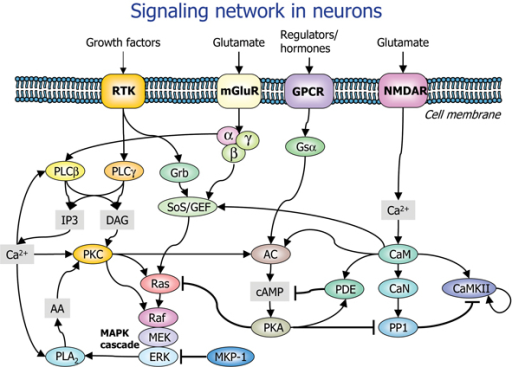 Signaling network in neurons
Growth factors
Glutamate
Regulators/
hormones
Glutamate
RTK
mGluR
GPCR
NMDAR
Cell membrane
α
γ
β
Gsα
PLCβ
PLCγ
Grb
IP3
DAG
SoS/GEF
Ca²⁺
Ca²⁺
PKC
AC
CaM
Ras
cAMP
PDE
CaN
CaMKII
AA
Raf
PKA
PP1
MAPK
cascade
MEK
PLA₂
ERK
MKP-1